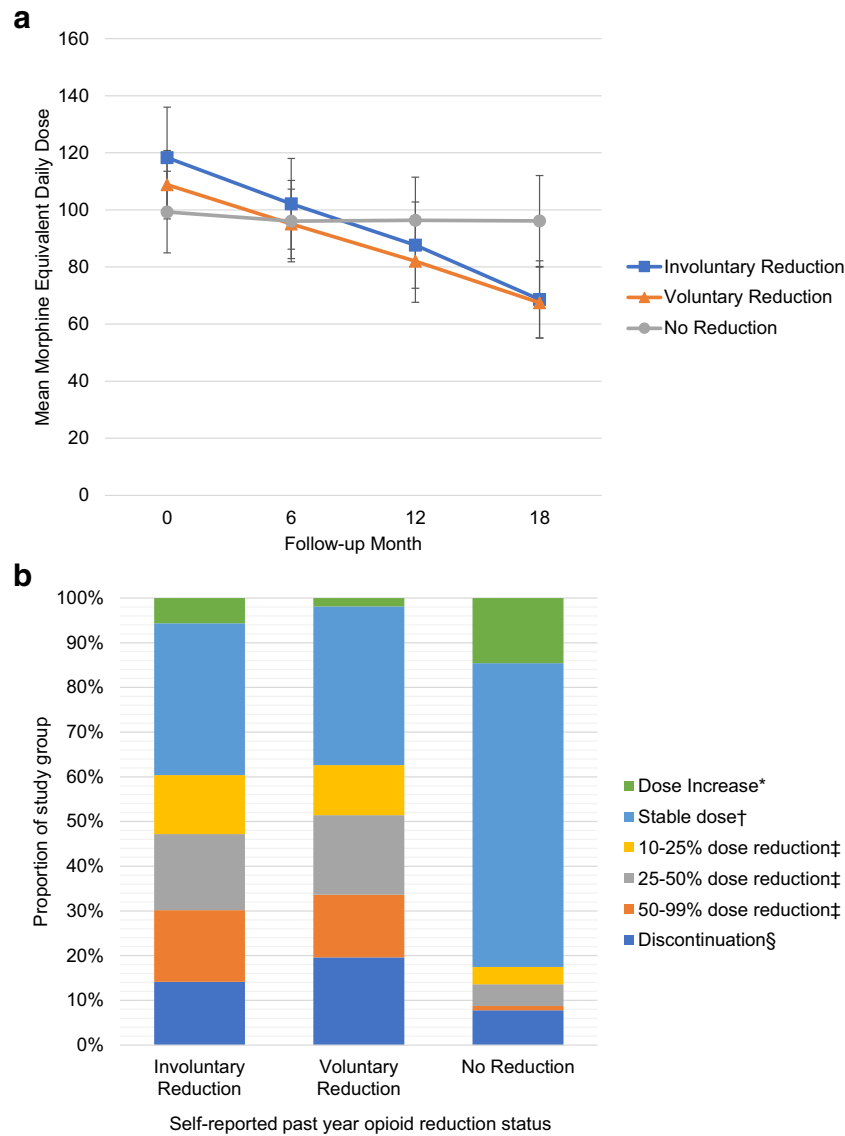 a
160
140
120
100
80
60
40
20
0
Mean Morphine Equivalent Daily Dose
0 6 12 18
Follow-up Month
Involuntary Reduction
Voluntary Reduction
No Reduction
b
100%
90%
80%
70%
60%
50%
40%
30%
20%
10%
0%
Proportion of study group
Involuntary Voluntary No Reduction
Reduction Reduction
Self-reported past year opioid reduction status
Dose Increase*
Stable dose†
10-25% dose reduction‡
25-50% dose reduction‡
50-99% dose reduction‡
Discontinuation§